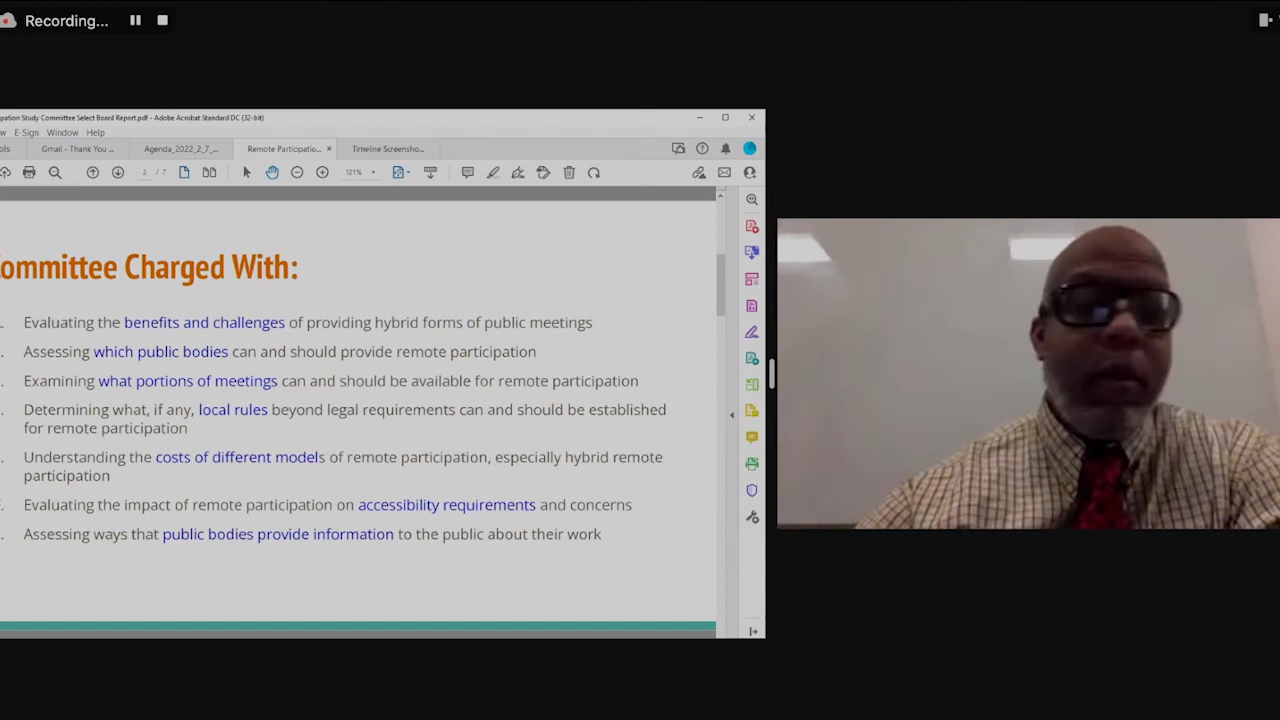 Recording...
ipation Study Committee Select Board Report.pdf - Adobe Acrobat Standard DC (32-bit)
w E-Sign Window Help
ols Gmail - Thank You ... Agenda_2022_2_7_... Remote Participatio... × Timeline Screensho...
2 / 7 121%
ommittee Charged With:
Evaluating the benefits and challenges of providing hybrid forms of public meetings
Assessing which public bodies can and should provide remote participation
Examining what portions of meetings can and should be available for remote participation
Determining what, if any, local rules beyond legal requirements can and should be established
for remote participation
Understanding the costs of different models of remote participation, especially hybrid remote
participation
Evaluating the impact of remote participation on accessibility requirements and concerns
Assessing ways that public bodies provide information to the public about their work